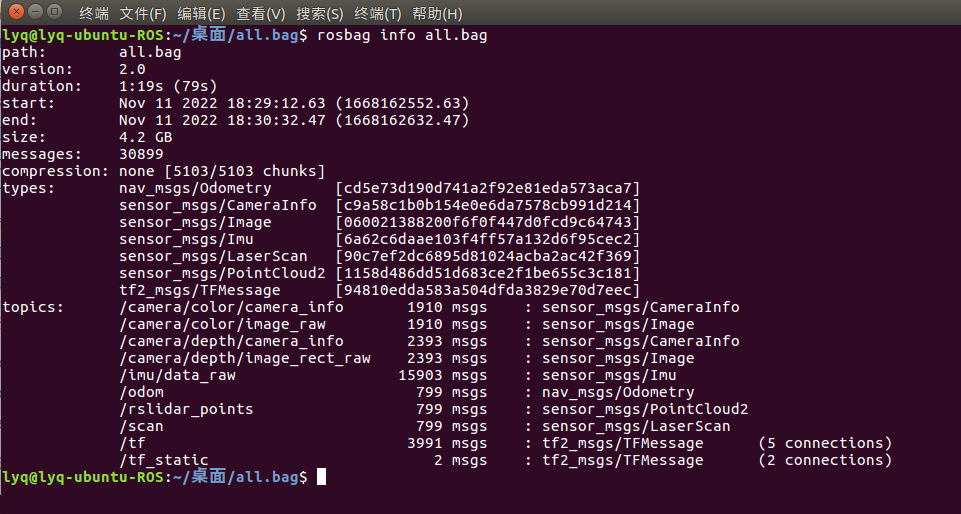 终端 文件(F) 编辑(E) 查看(V) 搜索(S) 终端(T) 帮助(H)
lyq@lyq-ubuntu-ROS:~/桌面/all.bag$ rosbag info all.bag
path: all.bag
version: 2.0
duration: 1:19s (79s)
start: Nov 11 2022 18:29:12.63 (1668162552.63)
end: Nov 11 2022 18:30:32.47 (1668162632.47)
size: 4.2 GB
messages: 30899
compression: none [5103/5103 chunks]
types: nav_msgs/Odometry [cd5e73d190d741a2f92e81eda573aca7]
sensor_msgs/CameraInfo [c9a58c1b0b154e0e6da7578cb991d214]
sensor_msgs/Image [060021388200f6f0f447d0fcd9c64743]
sensor_msgs/Imu [6a62c6daae103f4ff57a132d6f95cec2]
sensor_msgs/LaserScan [90c7ef2dc6895d81024acba2ac42f369]
sensor_msgs/PointCloud2 [1158d486dd51d683ce2f1be655c3c181]
tf2_msgs/TFMessage [94810edda583a504dfda3829e70d7eec]
topics: /camera/color/camera_info 1910 msgs : sensor_msgs/CameraInfo
/camera/color/image_raw 1910 msgs : sensor_msgs/Image
/camera/depth/camera_info 2393 msgs : sensor_msgs/CameraInfo
/camera/depth/image_rect_raw 2393 msgs : sensor_msgs/Image
/imu/data_raw 15903 msgs : sensor_msgs/Imu
/odom 799 msgs : nav_msgs/Odometry
/rslidar_points 799 msgs : sensor_msgs/PointCloud2
/scan 799 msgs : sensor_msgs/LaserScan
/tf 3991 msgs : tf2_msgs/TFMessage (5 connections)
/tf_static 2 msgs : tf2_msgs/TFMessage (2 connections)
lyq@lyq-ubuntu-ROS:~/桌面/all.bag$